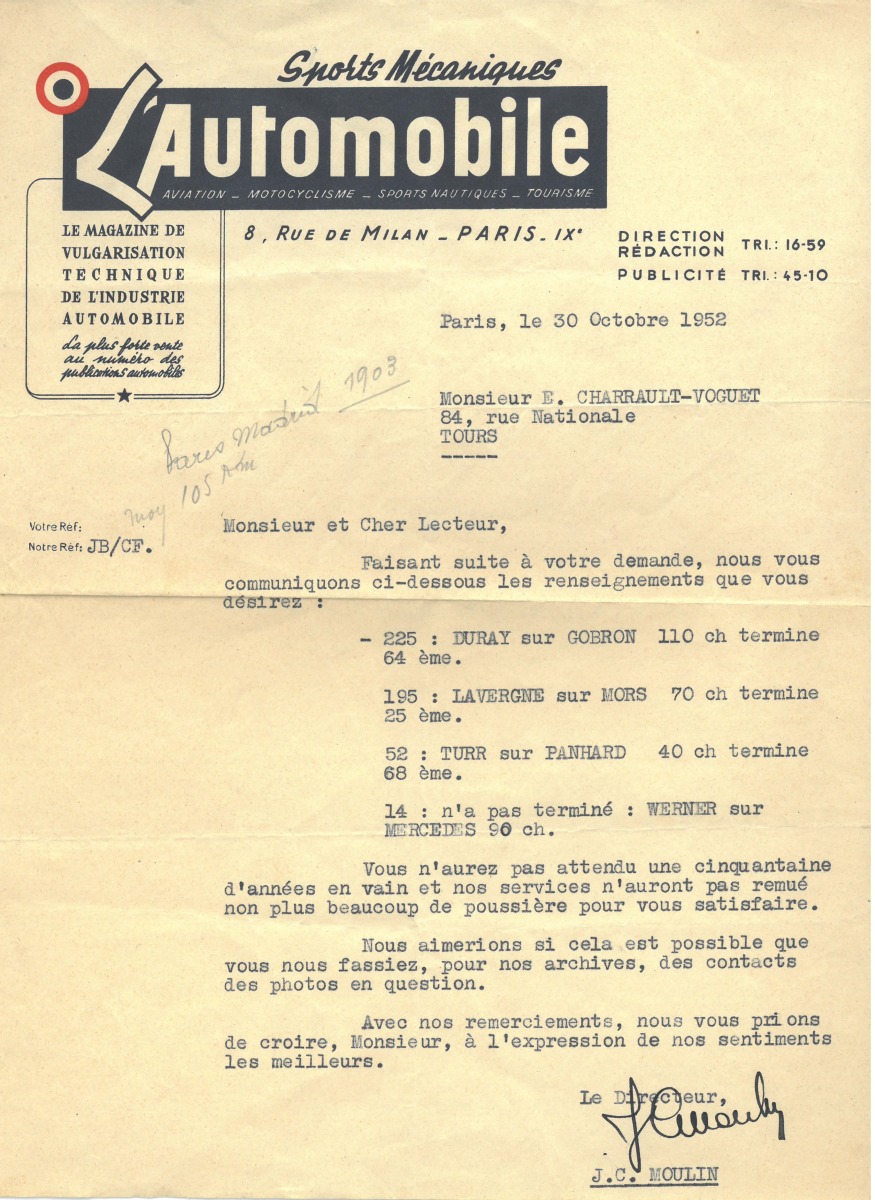 Sports Mécaniques
L'Automobile
AVIATION – MOTOCYCLISME – SPORTS NAUTIQUES – TOURISME
LE MAGAZINE DE
VULGARISATION
TECHNIQUE
DE L'INDUSTRIE
AUTOMOBILE
La plus forte vente
au numéro des
publications automobiles
8, RUE DE MILAN – PARIS – IXe
DIRECTION
RÉDACTION TRI.: 16-59
PUBLICITÉ TRI.: 45-10
Paris, le 30 Octobre 1952
Monsieur E. CHARRAULT-VOGUET
84, rue Nationale
TOURS
-----
Paris Madrid 1903
moy 105 Km
Votre Réf:
Notre Réf: JB/CF.
Monsieur et Cher Lecteur,
Faisant suite à votre demande, nous vous
communiquons ci-dessous les renseignements que vous
désirez :
- 225 : DURAY sur GOBRON 110 ch termine
64 ème.
195 : LAVERGNE sur MORS 70 ch termine
25 ème.
52 : TURR sur PANHARD 40 ch termine
68 ème.
14 : n'a pas terminé : WERNER sur
MERCEDES 90 ch.
Vous n'aurez pas attendu une cinquantaine
d'années en vain et nos services n'auront pas remué
non plus beaucoup de poussière pour vous satisfaire.
Nous aimerions si cela est possible que
vous nous fassiez, pour nos archives, des contacts
des photos en question.
Avec nos remerciements, nous vous prions
de croire, Monsieur, à l'expression de nos sentiments
les meilleurs.
Le Directeur,
JCMoulin
J.C. MOULIN